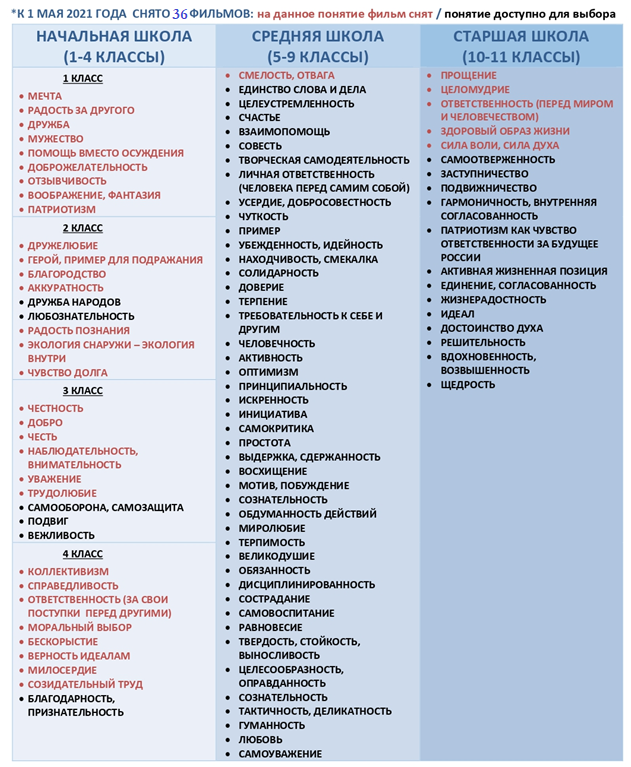 *К 1 МАЯ 2021 ГОДА СНЯТО 36 ФИЛЬМОВ: на данное понятие фильм снят / понятие доступно для выбора
НАЧАЛЬНАЯ ШКОЛА
(1-4 КЛАССЫ)
1 КЛАСС
• МЕЧТА
• РАДОСТЬ ЗА ДРУГОГО
• ДРУЖБА
• МУЖЕСТВО
• ПОМОЩЬ ВМЕСТО ОСУЖДЕНИЯ
• ДОБРОЖЕЛАТЕЛЬНОСТЬ
• ОТЗЫВЧИВОСТЬ
• ВООБРАЖЕНИЕ, ФАНТАЗИЯ
• ПАТРИОТИЗМ
2 КЛАСС
• ДРУЖЕЛЮБИЕ
• ГЕРОЙ, ПРИМЕР ДЛЯ ПОДРАЖАНИЯ
• БЛАГОРОДСТВО
• АККУРАТНОСТЬ
• ДРУЖБА НАРОДОВ
• ЛЮБОЗНАТЕЛЬНОСТЬ
• РАДОСТЬ ПОЗНАНИЯ
• ЭКОЛОГИЯ СНАРУЖИ – ЭКОЛОГИЯ
ВНУТРИ
• ЧУВСТВО ДОЛГА
3 КЛАСС
• ЧЕСТНОСТЬ
• ДОБРО
• ЧЕСТЬ
• НАБЛЮДАТЕЛЬНОСТЬ,
ВНИМАТЕЛЬНОСТЬ
• УВАЖЕНИЕ
• ТРУДОЛЮБИЕ
• САМООБОРОНА, САМОЗАЩИТА
• ПОДВИГ
• ВЕЖЛИВОСТЬ
4 КЛАСС
• КОЛЛЕКТИВИЗМ
• СПРАВЕДЛИВОСТЬ
• ОТВЕТСТВЕННОСТЬ (ЗА СВОИ
ПОСТУПКИ ПЕРЕД ДРУГИМИ)
• МОРАЛЬНЫЙ ВЫБОР
• БЕСКОРЫСТИЕ
• ВЕРНОСТЬ ИДЕАЛАМ
• МИЛОСЕРДИЕ
• СОЗИДАТЕЛЬНЫЙ ТРУД
• БЛАГОДАРНОСТЬ,
ПРИЗНАТЕЛЬНОСТЬ
СРЕДНЯЯ ШКОЛА
(5-9 КЛАССЫ)
• СМЕЛОСТЬ, ОТВАГА
• ЕДИНСТВО СЛОВА И ДЕЛА
• ЦЕЛЕУСТРЕМЛЕННОСТЬ
• СЧАСТЬЕ
• ВЗАИМОПОМОЩЬ
• СОВЕСТЬ
• ТВОРЧЕСКАЯ САМОДЕЯТЕЛЬНОСТЬ
• ЛИЧНАЯ ОТВЕТСТВЕННОСТЬ
(ЧЕЛОВЕКА ПЕРЕД САМИМ СОБОЙ)
• УСЕРДИЕ, ДОБРОСОВЕСТНОСТЬ
• ЧУТКОСТЬ
• ПРИМЕР
• УБЕЖДЕННОСТЬ, ИДЕЙНОСТЬ
• НАХОДЧИВОСТЬ, СМЕКАЛКА
• СОЛИДАРНОСТЬ
• ДОВЕРИЕ
• ТЕРПЕНИЕ
• ТРЕБОВАТЕЛЬНОСТЬ К СЕБЕ И
ДРУГИМ
• ЧЕЛОВЕЧНОСТЬ
• АКТИВНОСТЬ
• ОПТИМИЗМ
• ПРИНЦИПИАЛЬНОСТЬ
• ИСКРЕННОСТЬ
• ИНИЦИАТИВА
• САМОКРИТИКА
• ПРОСТОТА
• ВЫДЕРЖКА, СДЕРЖАННОСТЬ
• ВОСХИЩЕНИЕ
• МОТИВ, ПОБУЖДЕНИЕ
• СОЗНАТЕЛЬНОСТЬ
• ОБДУМАННОСТЬ ДЕЙСТВИЙ
• МИРОЛЮБИЕ
• ТЕРПИМОСТЬ
• ВЕЛИКОДУШИЕ
• ОБЯЗАННОСТЬ
• ДИСЦИПЛИНИРОВАННОСТЬ
• СОСТРАДАНИЕ
• САМОВОСПИТАНИЕ
• РАВНОВЕСИЕ
• ТВЕРДОСТЬ, СТОЙКОСТЬ,
ВЫНОСЛИВОСТЬ
• ЦЕЛЕСООБРАЗНОСТЬ,
ОПРАВДАННОСТЬ
• СОЗНАТЕЛЬНОСТЬ
• ТАКТИЧНОСТЬ, ДЕЛИКАТНОСТЬ
• ГУМАННОСТЬ
• ЛЮБОВЬ
• САМОУВАЖЕНИЕ
СТАРШАЯ ШКОЛА
(10-11 КЛАССЫ)
• ПРОЩЕНИЕ
• ЦЕЛОМУДРИЕ
• ОТВЕТСТВЕННОСТЬ (ПЕРЕД МИРОМ
И ЧЕЛОВЕЧЕСТВОМ)
• ЗДОРОВЫЙ ОБРАЗ ЖИЗНИ
• СИЛА ВОЛИ, СИЛА ДУХА
• САМООТВЕРЖЕННОСТЬ
• ЗАСТУПНИЧЕСТВО
• ПОДВИЖНИЧЕСТВО
• ГАРМОНИЧНОСТЬ, ВНУТРЕННЯЯ
СОГЛАСОВАННОСТЬ
• ПАТРИОТИЗМ КАК ЧУВСТВО
ОТВЕТСТВЕННОСТИ ЗА БУДУЩЕЕ
РОССИИ
• АКТИВНАЯ ЖИЗНЕННАЯ ПОЗИЦИЯ
• ЕДИНЕНИЕ, СОГЛАСОВАННОСТЬ
• ЖИЗНЕРАДОСТНОСТЬ
• ИДЕАЛ
• ДОСТОИНСТВО ДУХА
• РЕШИТЕЛЬНОСТЬ
• ВДОХНОВЕННОСТЬ,
ВОЗВЫШЕННОСТЬ
• ЩЕДРОСТЬ